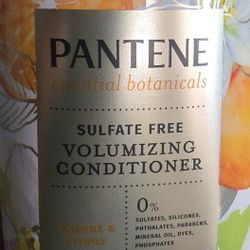 PANTENE
essential botanicals
SULFATE FREE
VOLUMIZING
CONDITIONER
0%
SULFATES, SILICONES,
PHTHALATES, PARABENS,
MINERAL OIL, DYES,
PHOSPHATES